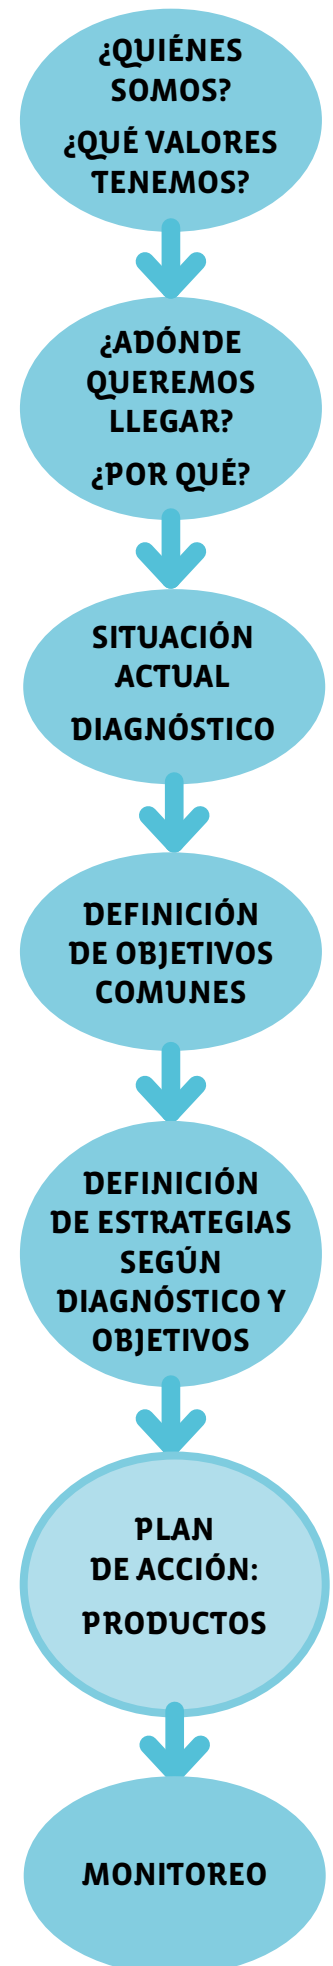 ¿QUIÉNES
SOMOS?
¿QUÉ VALORES
TENEMOS?
¿ADÓNDE
QUEREMOS
LLEGAR?
¿POR QUÉ?
SITUACIÓN
ACTUAL
DIAGNÓSTICO
DEFINICIÓN
DE OBJETIVOS
COMUNES
DEFINICIÓN
DE ESTRATEGIAS
SEGÚN
DIAGNÓSTICO Y
OBJETIVOS
PLAN
DE ACCIÓN:
PRODUCTOS
MONITOREO